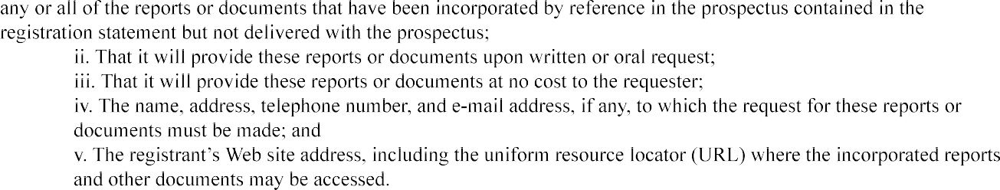 any or all of the reports or documents that have been incorporated by reference in the prospectus contained in the
registration statement but not delivered with the prospectus;
ii. That it will provide these reports or documents upon written or oral request;
iii. That it will provide these reports or documents at no cost to the requester;
iv. The name, address, telephone number, and e-mail address, if any, to which the request for these reports or
documents must be made; and
v. The registrant’s Web site address, including the uniform resource locator (URL) where the incorporated reports
and other documents may be accessed.